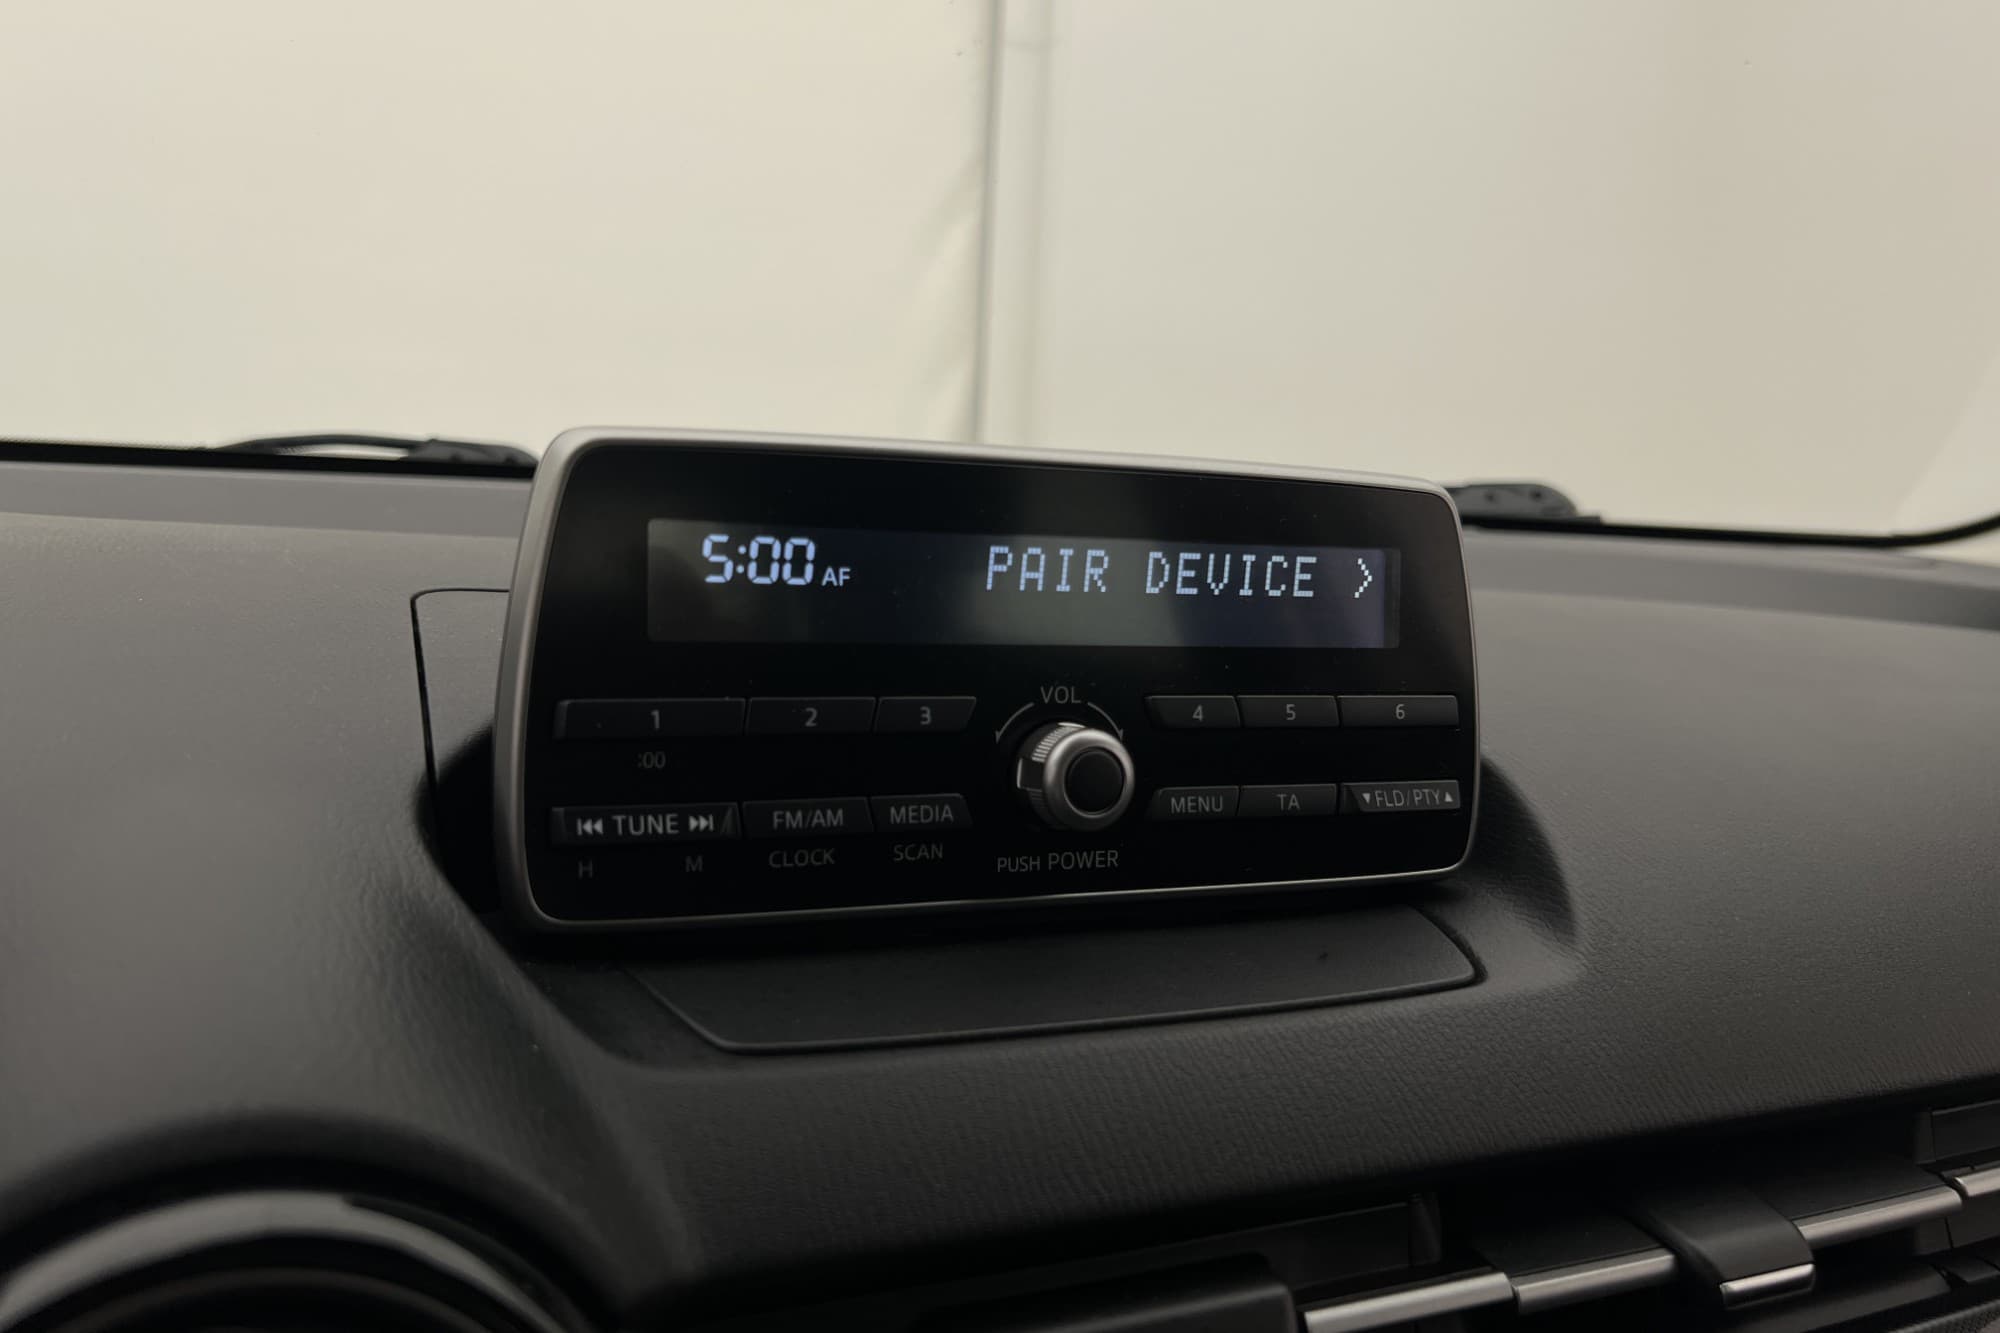 5:00 AF PAIR DEVICE >
VOL
1 2 3 4 5 6
:00
⏮ TUNE ⏭ FM/AM MEDIA MENU TA ▼FLD/PTY▲
H M CLOCK SCAN PUSH POWER